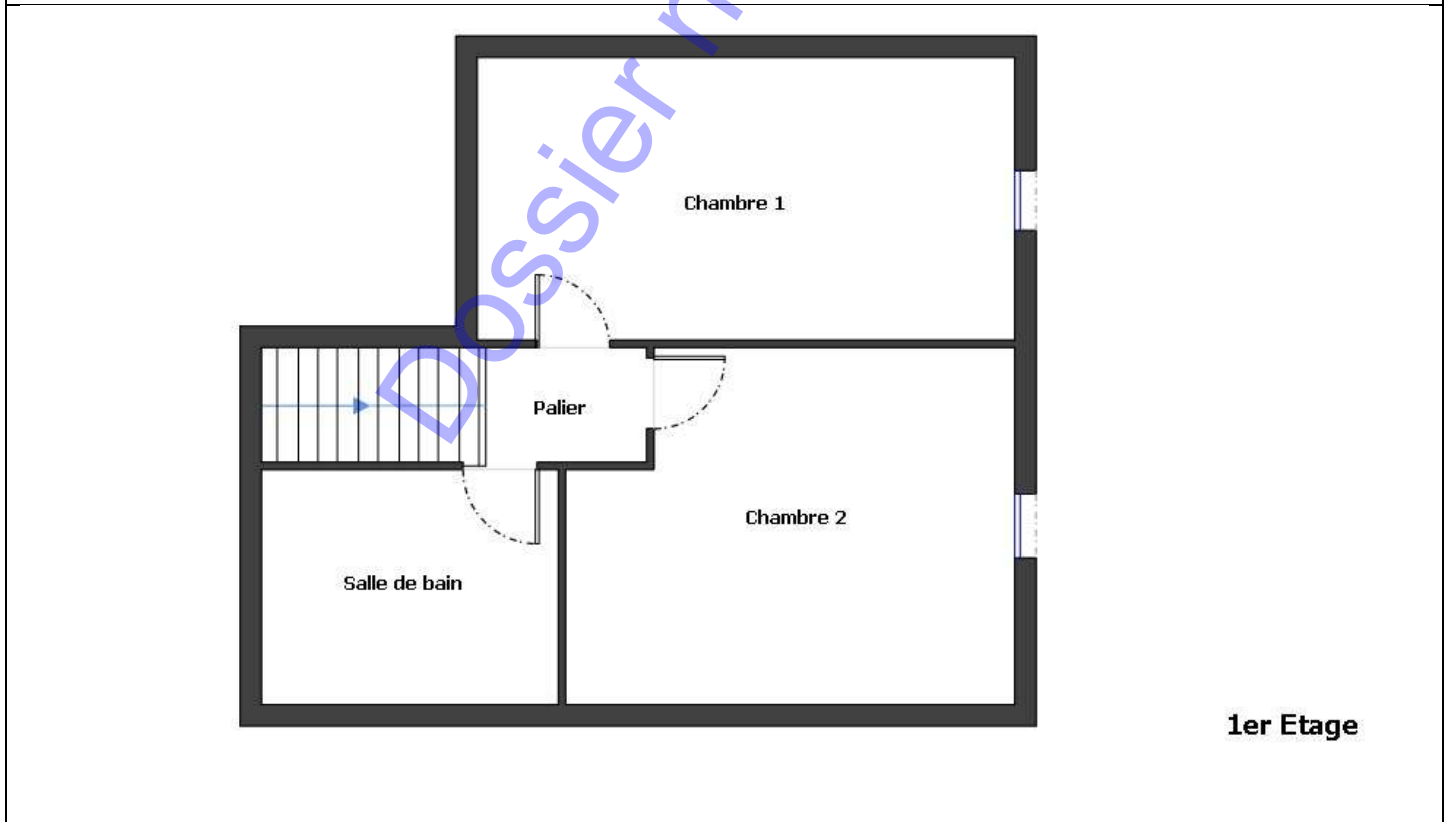 Dossier n
Chambre 1
Palier
Chambre 2
Salle de bain
1er Etage